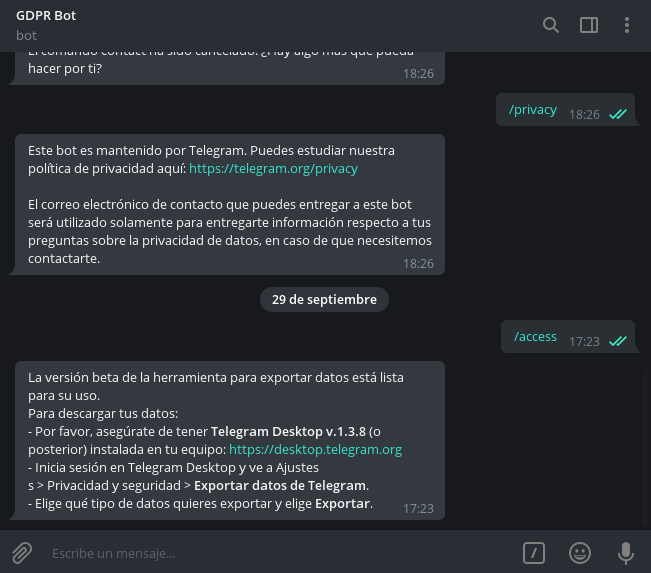 GDPR Bot
bot
El comando contact ha sido cancelado. ¿Hay algo más que pueda
hacer por ti?
18:26
/privacy
18:26
Este bot es mantenido por Telegram. Puedes estudiar nuestra
política de privacidad aquí: https://telegram.org/privacy
El correo electrónico de contacto que puedes entregar a este bot
será utilizado solamente para entregarte información respecto a tus
preguntas sobre la privacidad de datos, en caso de que necesitemos
contactarte.
18:26
29 de septiembre
/access
17:23
La versión beta de la herramienta para exportar datos está lista
para su uso.
Para descargar tus datos:
- Por favor, asegúrate de tener Telegram Desktop v.1.3.8 (o
posterior) instalada en tu equipo: https://desktop.telegram.org
- Inicia sesión en Telegram Desktop y ve a Ajustes
s > Privacidad y seguridad > Exportar datos de Telegram.
- Elige qué tipo de datos quieres exportar y elige Exportar.
17:23
Escribe un mensaje...